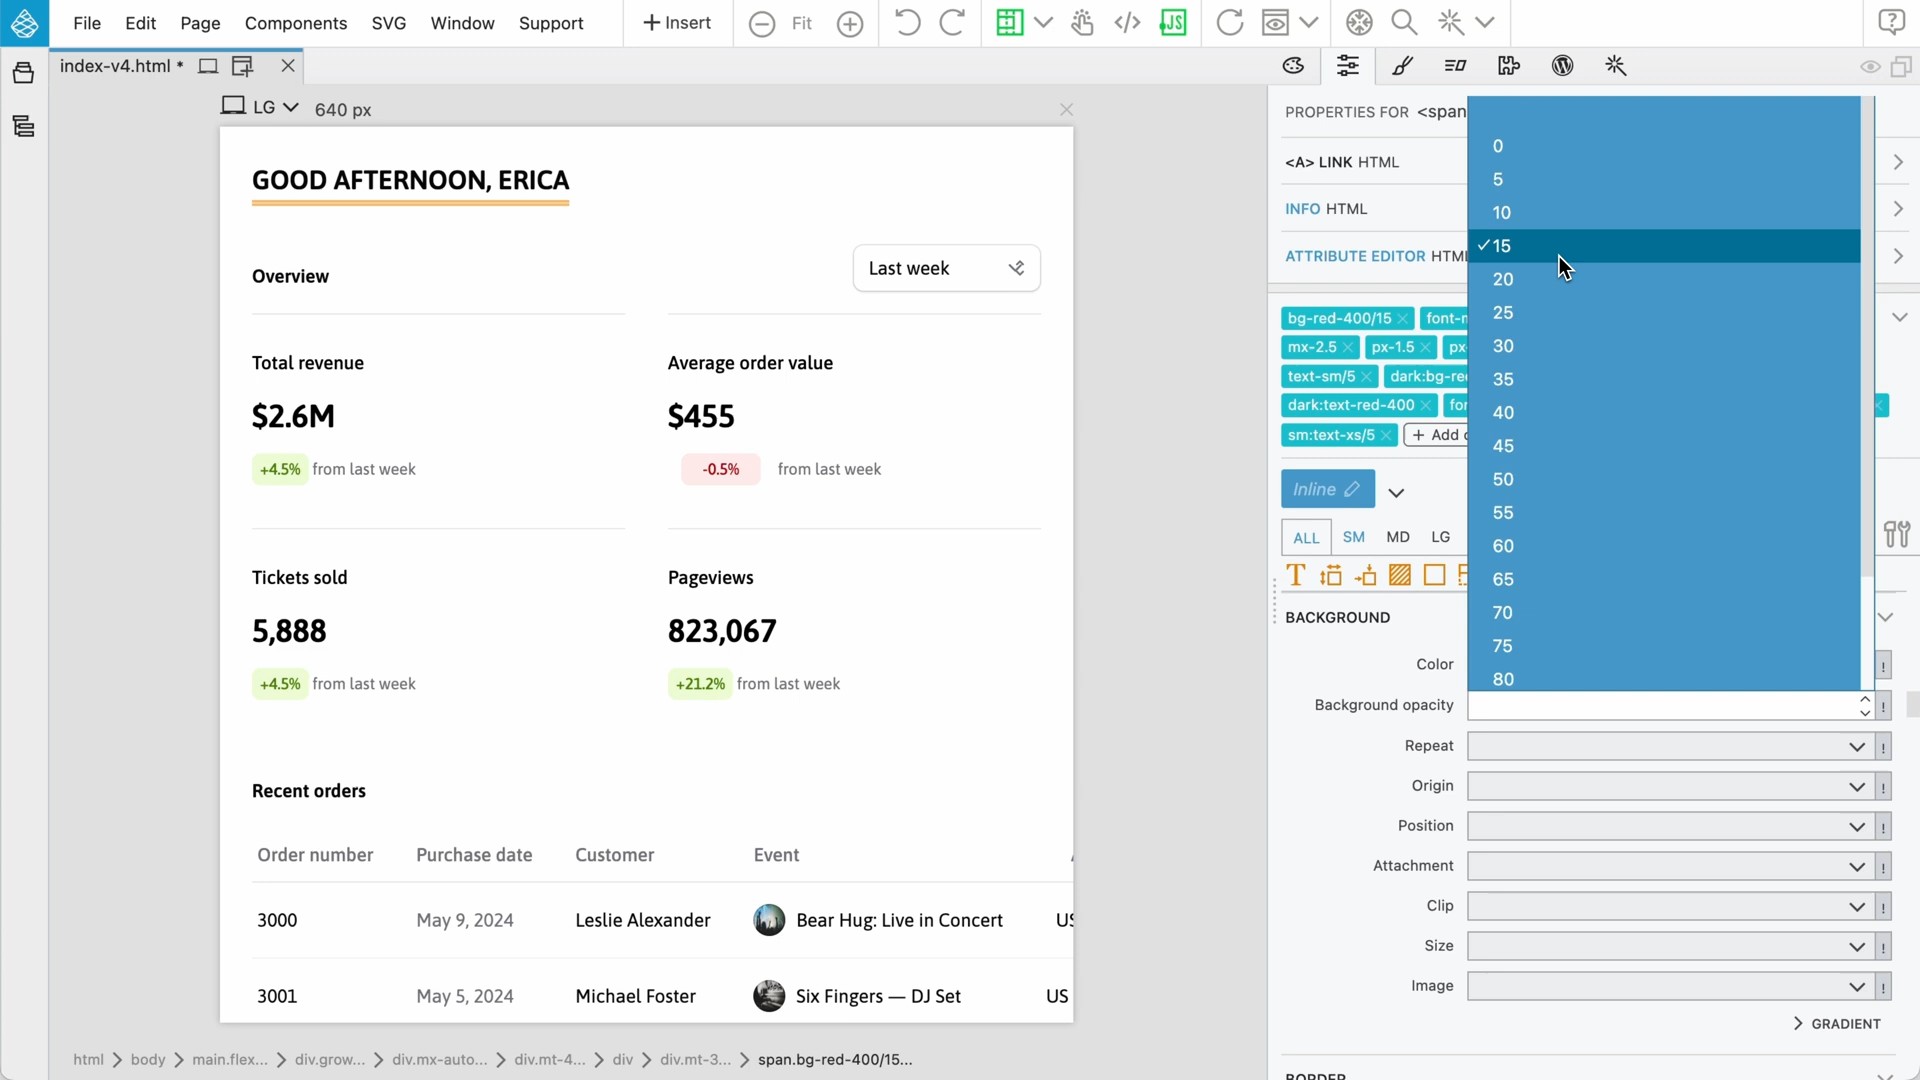 File Edit Page Components SVG Window Support Insert Fit JS
index-v4.html *
LG 640 px
GOOD AFTERNOON, ERICA
Overview
Last week
Total revenue
Average order value
$2.6M
$455
+4.5% from last week
-0.5% from last week
Tickets sold
Pageviews
5,888
823,067
+4.5% from last week
+21.2% from last week
Recent orders
Order number Purchase date Customer Event
3000 May 9, 2024 Leslie Alexander Bear Hug: Live in Concert
3001 May 5, 2024 Michael Foster Six Fingers — DJ Set US
html body main.flex... div.grow... div.mx-auto... div.mt-4... div div.mt-3... span.bg-red-400/15...
PROPERTIES FOR <span
<A> LINK HTML
INFO HTML
ATTRIBUTE EDITOR HTML
bg-red-400/15
mx-2.5 px-1.5
text-sm/5
dark:text-red-400
sm:text-xs/5 + Add
Inline
ALL SM MD LG
BACKGROUND
0
5
10
15
20
25
30
35
40
45
50
55
60
65
70
75
80
Color !
Background opacity !
Repeat !
Origin !
Position !
Attachment !
Clip !
Size !
Image !
GRADIENT
BORDER